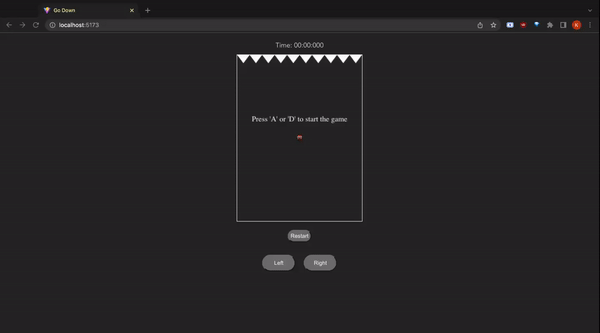 Go Down
localhost:5173
K
Time: 00:00:000
Press 'A' or 'D' to start the game
Restart
Left
Right